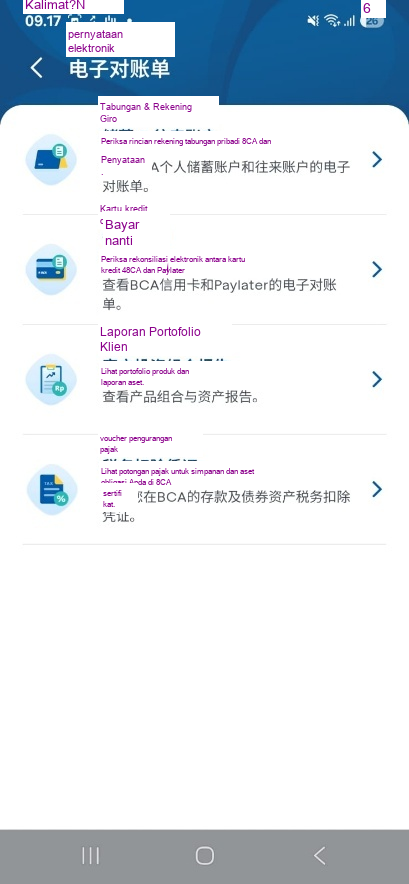 Kalimat?N
6
09.17
26
pernyataan
elektronik
电子对账单
Tabungan & Rekening
Giro
Periksa rincian rekening tabungan pribadi 8CA dan
Penyataan
.
A个人储蓄账户和往来账户的电子
对账单。
Kartu kredit
Bayar
nanti
Periksa rekonsiliasi elektronik antara kartu
kredit 48CA dan Paylater
查看BCA信用卡和Paylater的电子对账
单。
Laporan Portofolio
Klien
Lihat portofolio produk dan
laporan aset.
查看产品组合与资产报告。
voucher pengurangan
pajak
Lihat potongan pajak untuk simpanan dan aset
obligasi Anda di 8CA
sertifi
kat.
在BCA的存款及债券资产税务扣除
凭证。
TAX
Rp